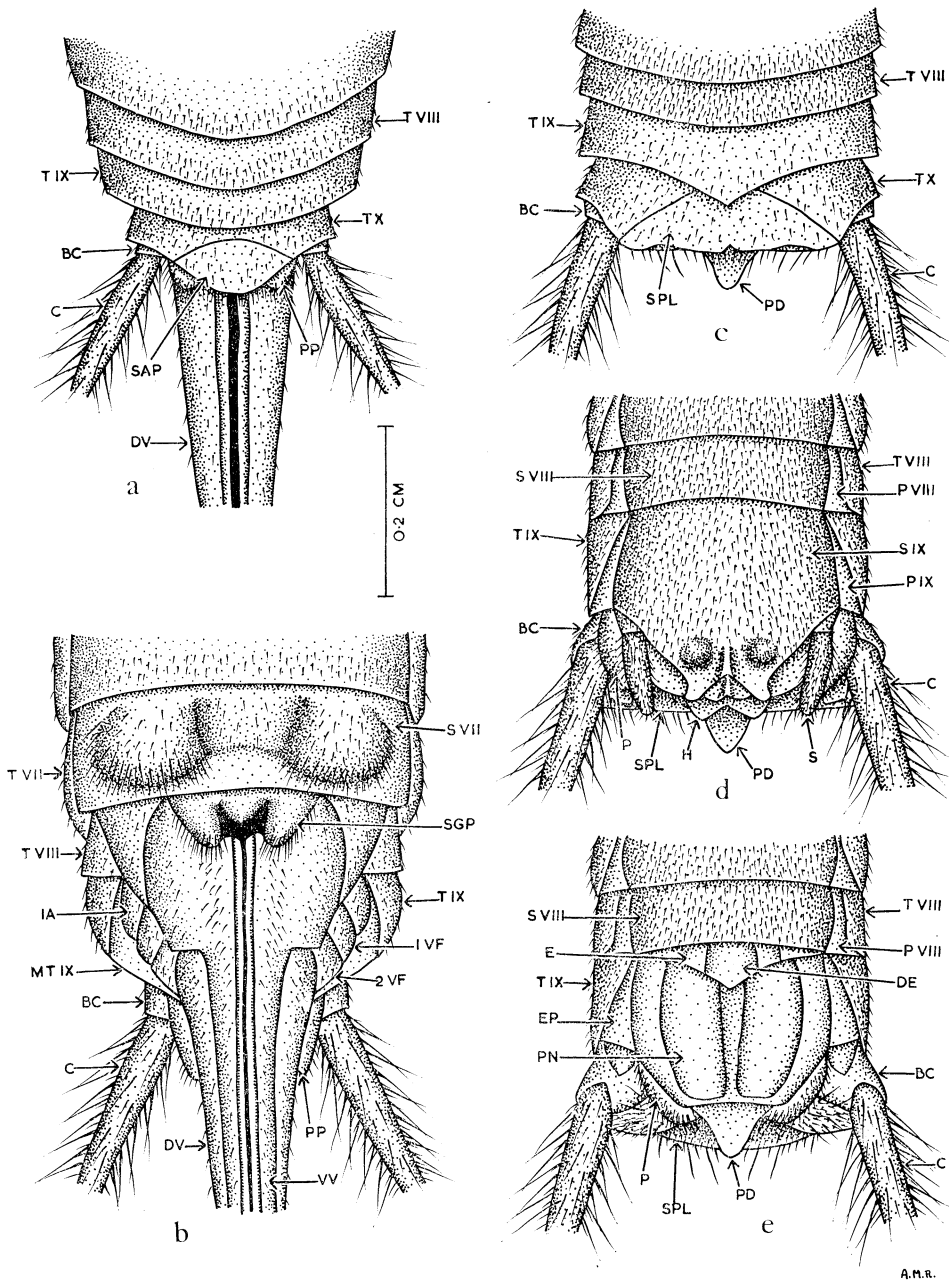 T VIII
T IX
TX
BC
C
SAP
PP
DV
a
0·2 CM
S VII
T VII
SGP
T VIII
T IX
IA
1 VF
MT IX
2 VF
BC
C
PP
DV
VV
b
T VIII
T IX
TX
BC
C
SPL
PD
c
S VIII
T VIII
P VIII
T IX
S IX
P IX
BC
C
P
SPL
H
PD
S
d
S VIII
T VIII
E
P VIII
T IX
DE
EP
PN
BC
C
P
SPL
PD
e
A.M.R.